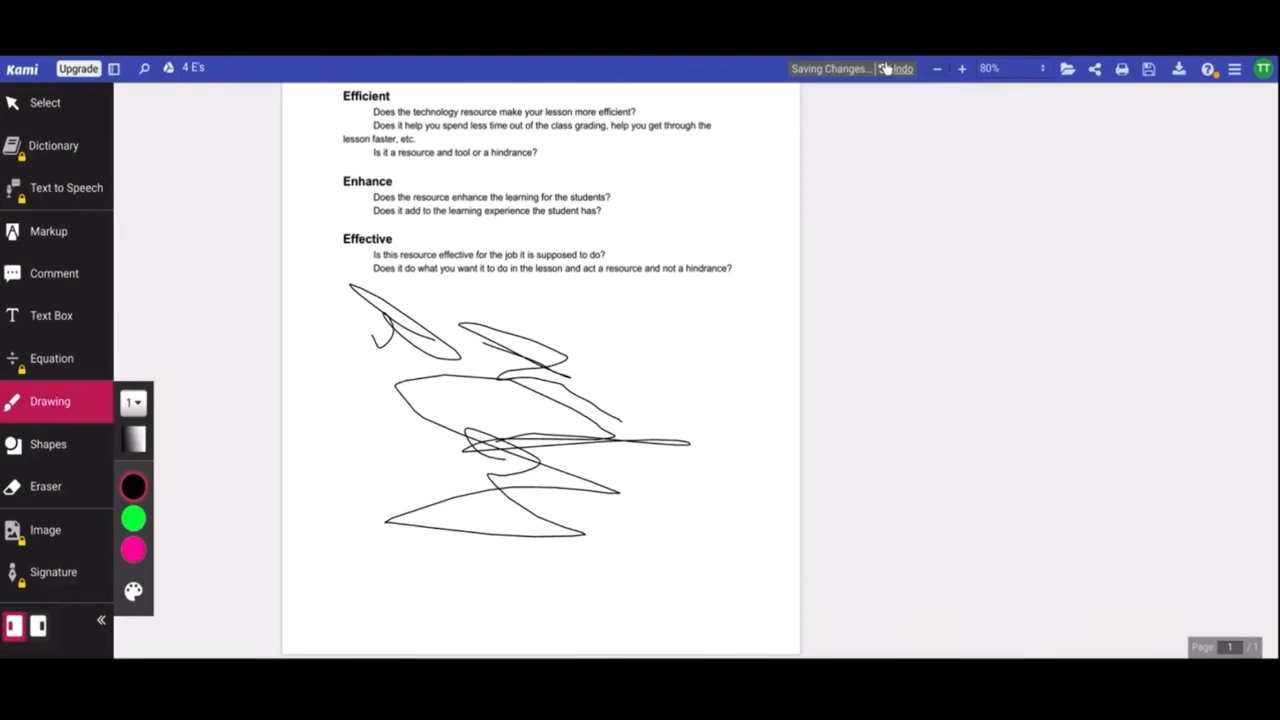 Kami Upgrade 4 E's Saving Changes... | Undo 80% TT
Select
Dictionary
Text to Speech
Markup
Comment
Text Box
Equation
Drawing
Shapes
Eraser
Image
Signature
1
Efficient
Does the technology resource make your lesson more efficient?
Does it help you spend less time out of the class grading, help you get through the
lesson faster, etc.
Is it a resource and tool or a hindrance?
Enhance
Does the resource enhance the learning for the students?
Does it add to the learning experience the student has?
Effective
Is this resource effective for the job it is supposed to do?
Does it do what you want it to do in the lesson and act a resource and not a hindrance?
Page 1 / 1